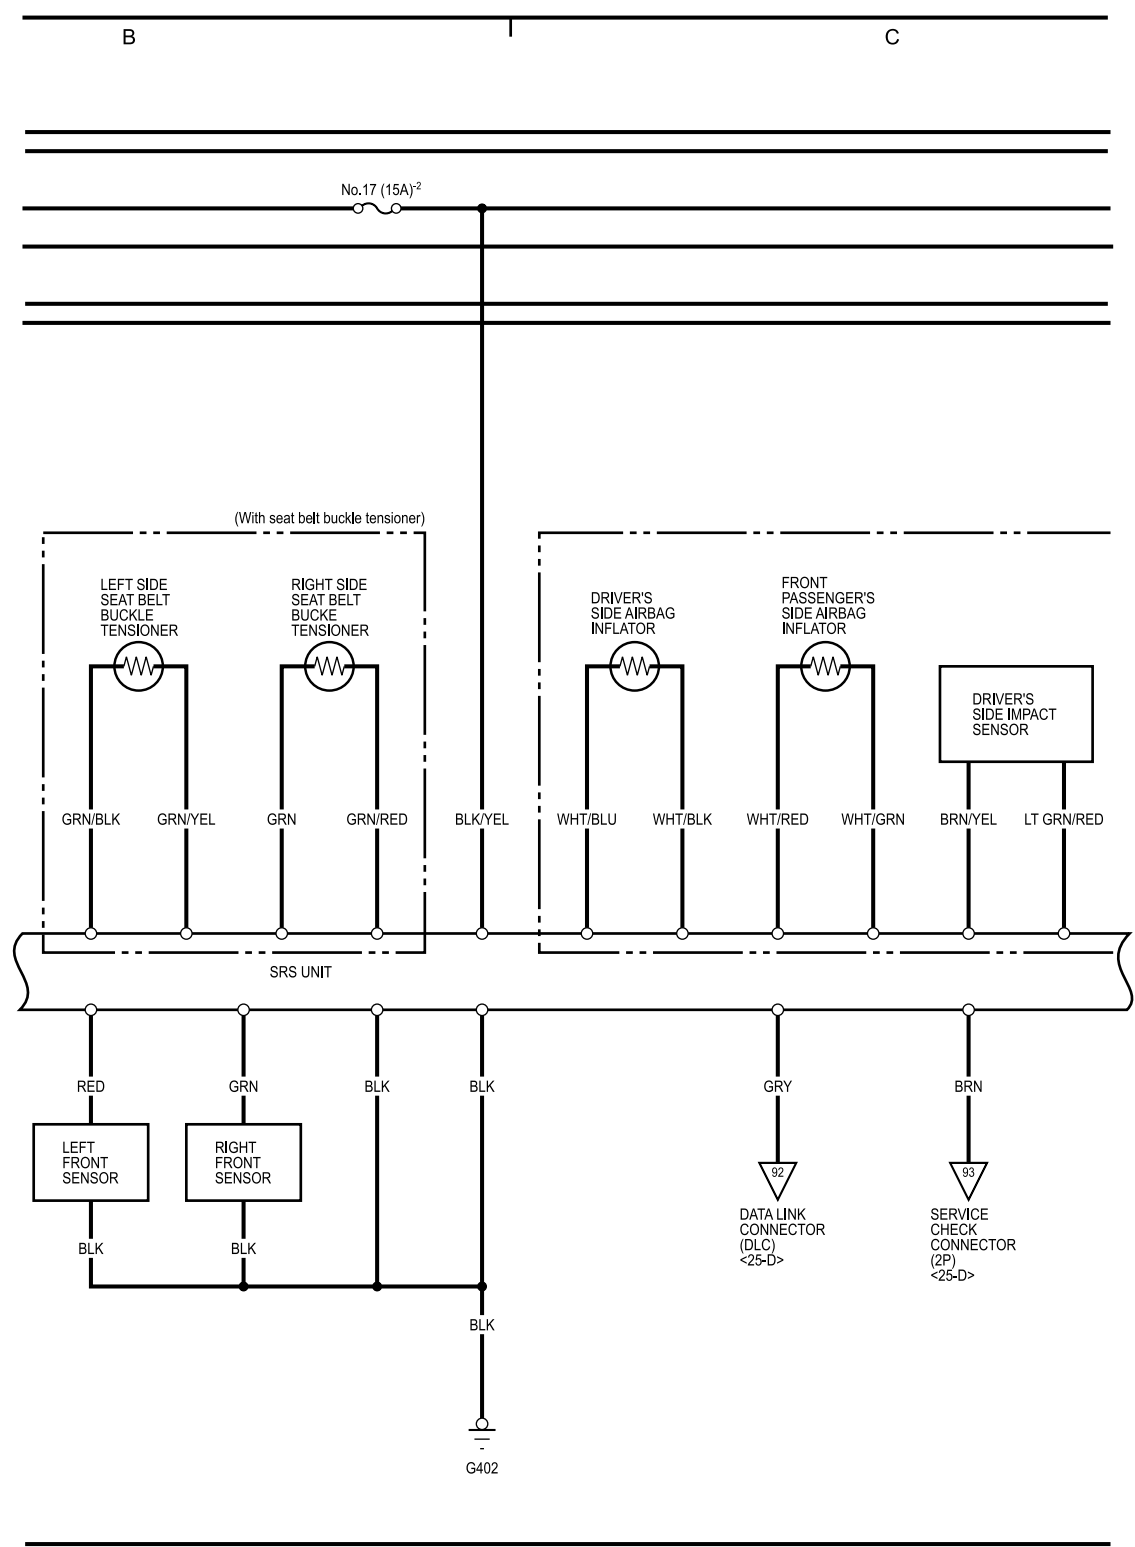 B
C
No.17 (15A)-2
(With seat belt buckle tensioner)
LEFT SIDE
SEAT BELT
BUCKLE
TENSIONER
RIGHT SIDE
SEAT BELT
BUCKE
TENSIONER
DRIVER'S
SIDE AIRBAG
INFLATOR
FRONT
PASSENGER'S
SIDE AIRBAG
INFLATOR
DRIVER'S
SIDE IMPACT
SENSOR
GRN/BLK
GRN/YEL
GRN
GRN/RED
BLK/YEL
WHT/BLU
WHT/BLK
WHT/RED
WHT/GRN
BRN/YEL
LT GRN/RED
SRS UNIT
RED
GRN
BLK
BLK
GRY
BRN
LEFT
FRONT
SENSOR
RIGHT
FRONT
SENSOR
92
93
DATA LINK
CONNECTOR
(DLC)
<25-D>
SERVICE
CHECK
CONNECTOR
(2P)
<25-D>
BLK
BLK
BLK
G402